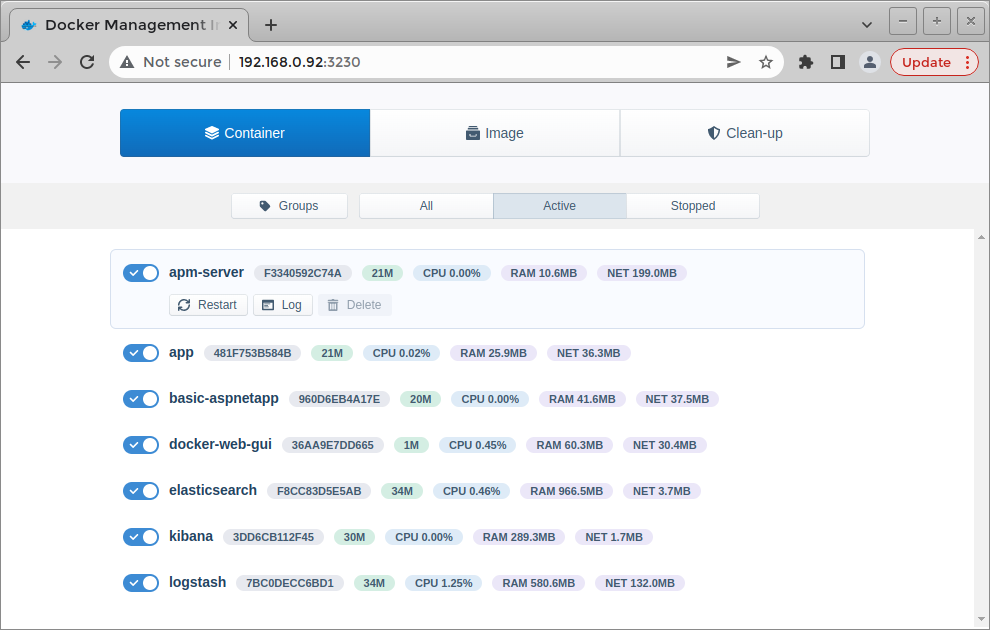 Docker Management I
Not secure 192.168.0.92:3230 Update
Container Image Clean-up
Groups All Active Stopped
apm-server F3340592C74A 21M CPU 0.00% RAM 10.6MB NET 199.0MB
Restart Log Delete
app 481F753B584B 21M CPU 0.02% RAM 25.9MB NET 36.3MB
basic-aspnetapp 960D6EB4A17E 20M CPU 0.00% RAM 41.6MB NET 37.5MB
docker-web-gui 36AA9E7DD665 1M CPU 0.45% RAM 60.3MB NET 30.4MB
elasticsearch F8CC83D5E5AB 34M CPU 0.46% RAM 966.5MB NET 3.7MB
kibana 3DD6CB112F45 30M CPU 0.00% RAM 289.3MB NET 1.7MB
logstash 7BC0DECC6BD1 34M CPU 1.25% RAM 580.6MB NET 132.0MB